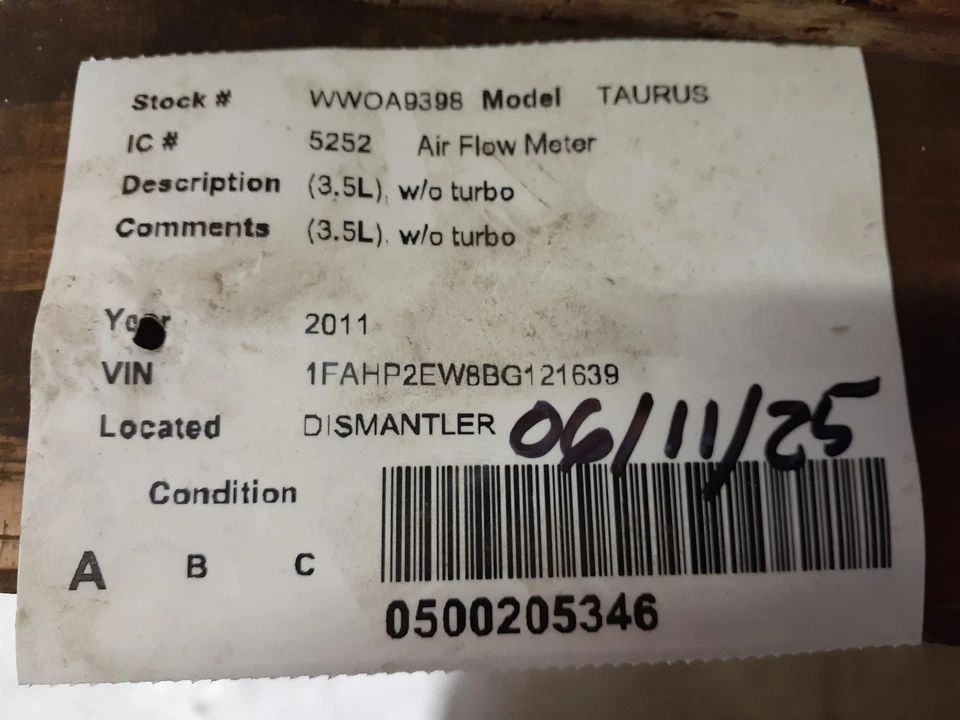 Stock # WWOA9398 Model TAURUS
IC # 5252 Air Flow Meter
Description (3.5L), w/o turbo
Comments (3.5L), w/o turbo
Year 2011
VIN 1FAHP2EW8BG121639
Located DISMANTLER 06/11/25
Condition
A B C
0500205346